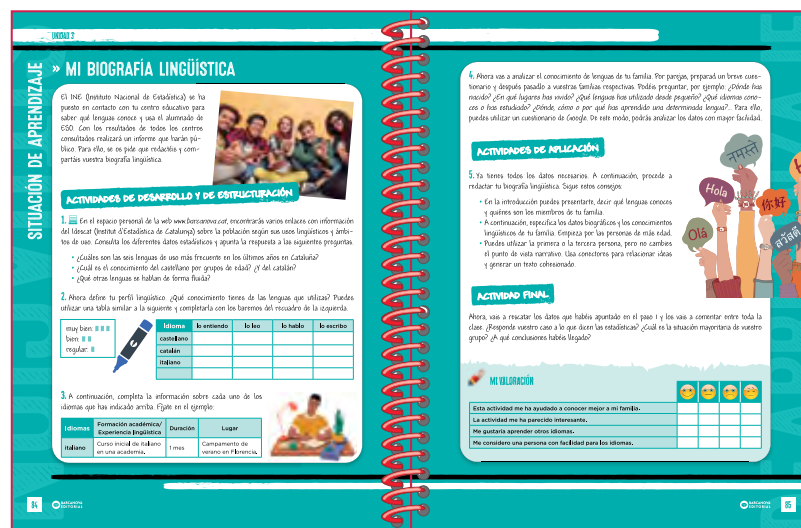 UNIDAD 3
SITUACIÓN DE APRENDIZAJE
» MI BIOGRAFÍA LINGÜÍSTICA
El INE (Instituto Nacional de Estadística) se ha
puesto en contacto con tu centro educativo para
saber qué lenguas conoce y usa el alumnado de
ESO. Con los resultados de todos los centros
consultados realizará un informe que harán pú-
blico. Para ello, se os pide que redactéis y com-
partáis vuestra biografía lingüística.
ACTIVIDADES DE DESARROLLO Y DE ESTRUCTURACIÓN
1. En el espacio personal de la web www.barcanova.cat, encontrarás varios enlaces con información
del Idescat (Institut d'Estadística de Catalunya) sobre la población según sus usos lingüísticos y ámbi-
tos de uso. Consulta los diferentes datos estadísticos y apunta la respuesta a las siguientes preguntas.
• ¿Cuáles son las seis lenguas de uso más frecuente en los últimos años en Cataluña?
• ¿Cuál es el conocimiento del castellano por grupos de edad? ¿Y del catalán?
• ¿Qué otras lenguas se hablan de forma fluida?
2. Ahora define tu perfil lingüístico. ¿Qué conocimiento tienes de las lenguas que utilizas? Puedes
utilizar una tabla similar a la siguiente y completarla con los baremos del recuadro de la izquierda.
muy bien:
bien:
regular:
Idioma lo entiendo lo leo lo hablo lo escribo
castellano
catalán
italiano
3. A continuación, completa la información sobre cada uno de los
idiomas que has indicado arriba. Fíjate en el ejemplo:
Idiomas Formación académica/ Experiencia lingüística Duración Lugar
italiano Curso inicial de italiano en una academia. 1 mes Campamento de verano en Florencia.
84 BARCANOVA EDITORIAL
4. Ahora vas a analizar el conocimiento de lenguas de tu familia. Por parejas, preparad un breve cues-
tionario y después pasadlo a vuestras familias respectivas. Podéis preguntar, por ejemplo: ¿Dónde has
nacido? ¿En qué lugares has vivido? ¿Qué lenguas has utilizado desde pequeño? ¿Qué idiomas cono-
ces o has estudiado? ¿Dónde, cómo o por qué has aprendido una determinada lengua?... Para ello,
puedes utilizar un cuestionario de Google. De este modo, podrás analizar los datos con mayor facilidad.
ACTIVIDADES DE APLICACIÓN
5. Ya tienes todos los datos necesarios. A continuación, procede a
redactar tu biografía lingüística. Sigue estos consejos:
• En la introducción puedes presentarte, decir qué lenguas conoces
y quiénes son los miembros de tu familia.
• A continuación, especifica los datos biográficos y los conocimientos
lingüísticos de tu familia. Empieza por las personas de más edad.
• Puedes utilizar la primera o la tercera persona, pero no cambies
el punto de vista narrativo. Usa conectores para relacionar ideas
y generar un texto cohesionado.
नमस्ते
Hola
你好
Olá
สวัสดี
ACTIVIDAD FINAL
Ahora, vais a rescatar los datos que habéis apuntado en el paso 1 y los vais a comentar entre toda la
clase. ¿Responde vuestro caso a lo que dicen las estadísticas? ¿Cuál es la situación mayoritaria de vuestro
grupo? ¿A qué conclusiones habéis llegado?
MI VALORACIÓN
Esta actividad me ha ayudado a conocer mejor a mi familia.
La actividad me ha parecido interesante.
Me gustaría aprender otros idiomas.
Me considero una persona con facilidad para los idiomas.
BARCANOVA EDITORIAL 85